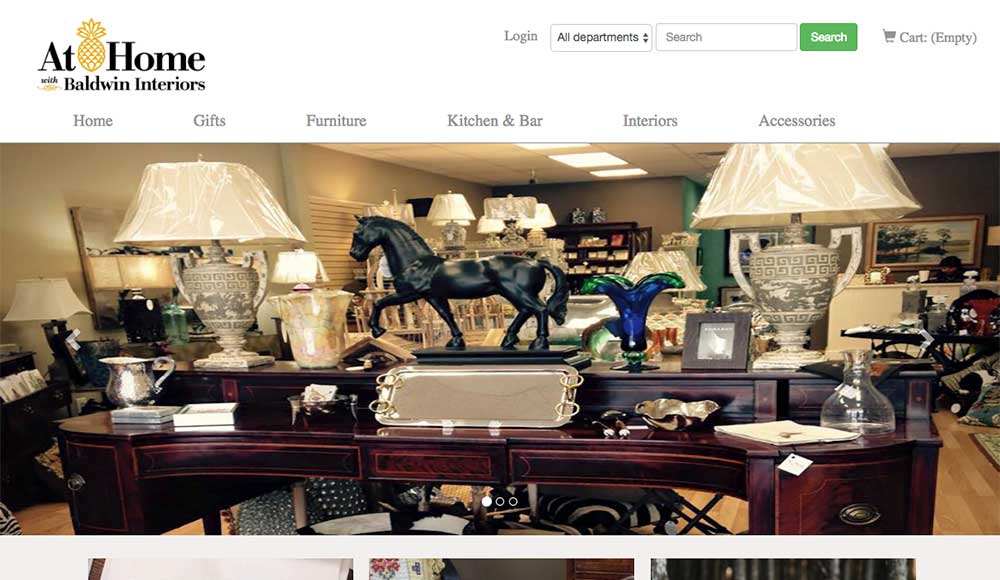 At Home
with Baldwin Interiors
Login
All departments
Search
Search
Cart: (Empty)
Home
Gifts
Furniture
Kitchen & Bar
Interiors
Accessories